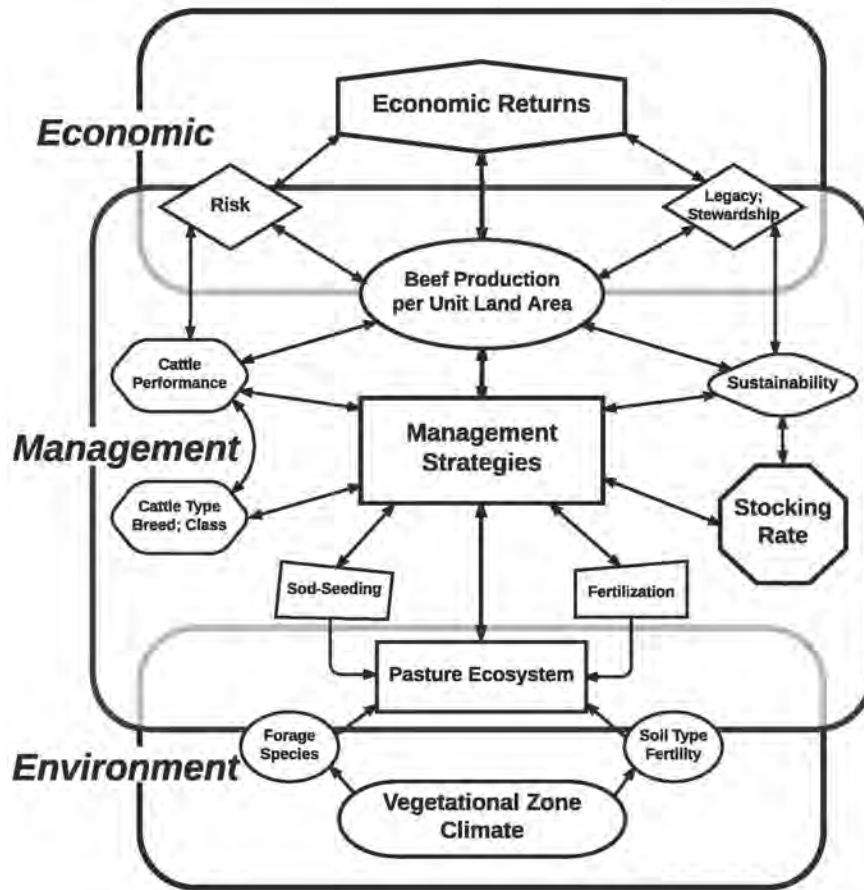 Economic Returns
Economic
Risk
Legacy;
Stewardship
Beef Production
per Unit Land Area
Cattle
Performance
Sustainability
Management
Strategies
Management
Cattle Type
Breed; Class
Stocking
Rate
Sod-Seeding
Fertilization
Pasture Ecosystem
Forage
Species
Soil Type
Fertility
Environment
Vegetational Zone
Climate